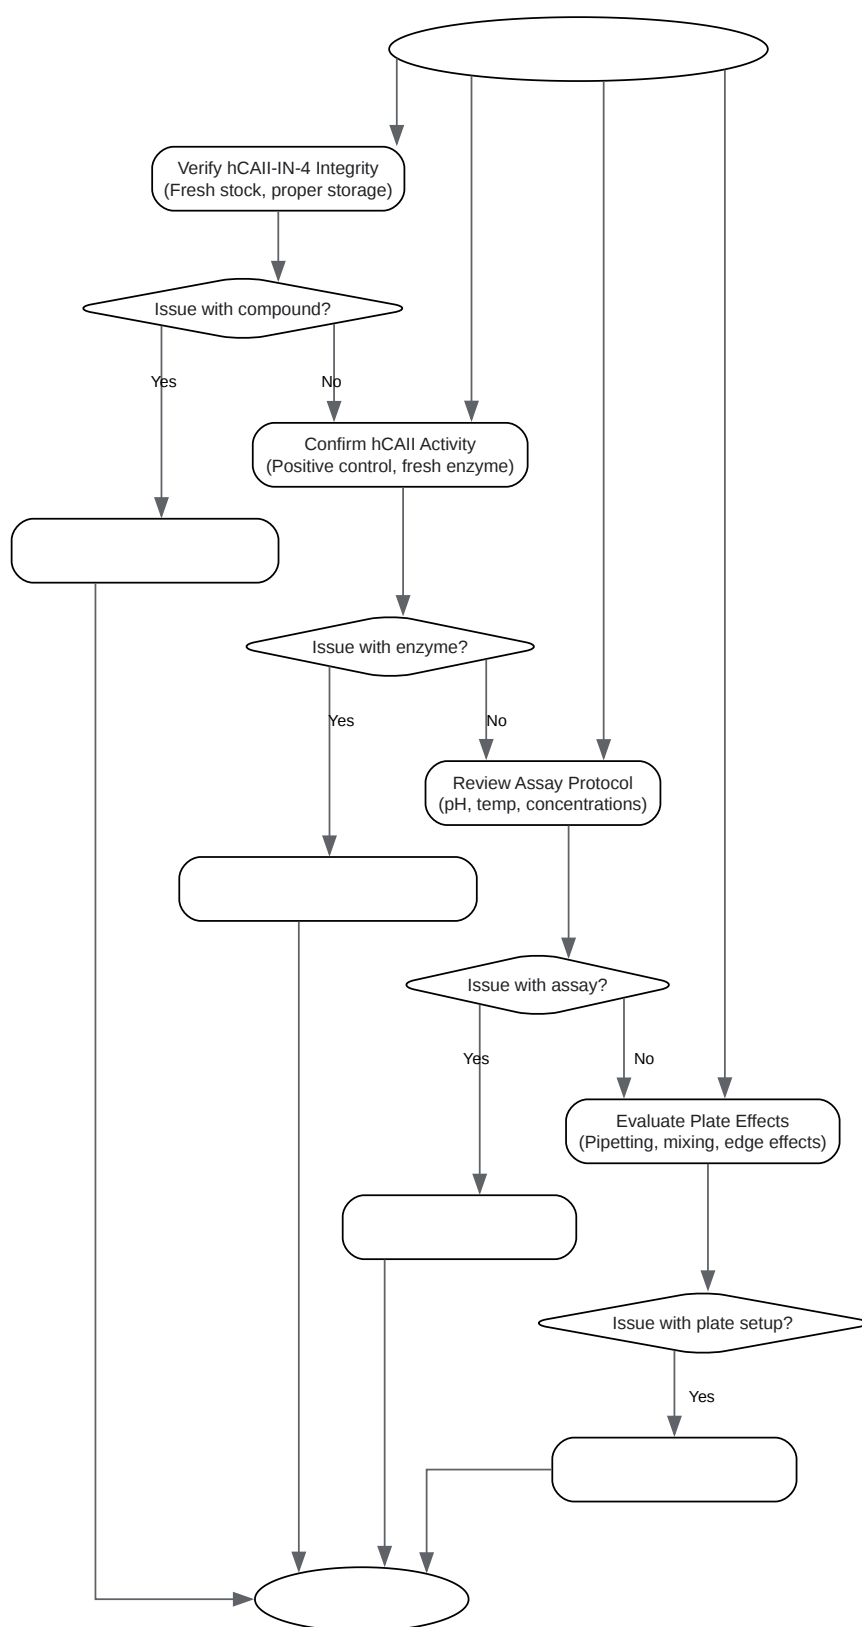 Verify hCAII-IN-4 Integrity
(Fresh stock, proper storage)
Issue with compound?
Yes
No
Confirm hCAII Activity
(Positive control, fresh enzyme)
Issue with enzyme?
Yes
No
Review Assay Protocol
(pH, temp, concentrations)
Issue with assay?
Yes
No
Evaluate Plate Effects
(Pipetting, mixing, edge effects)
Issue with plate setup?
Yes